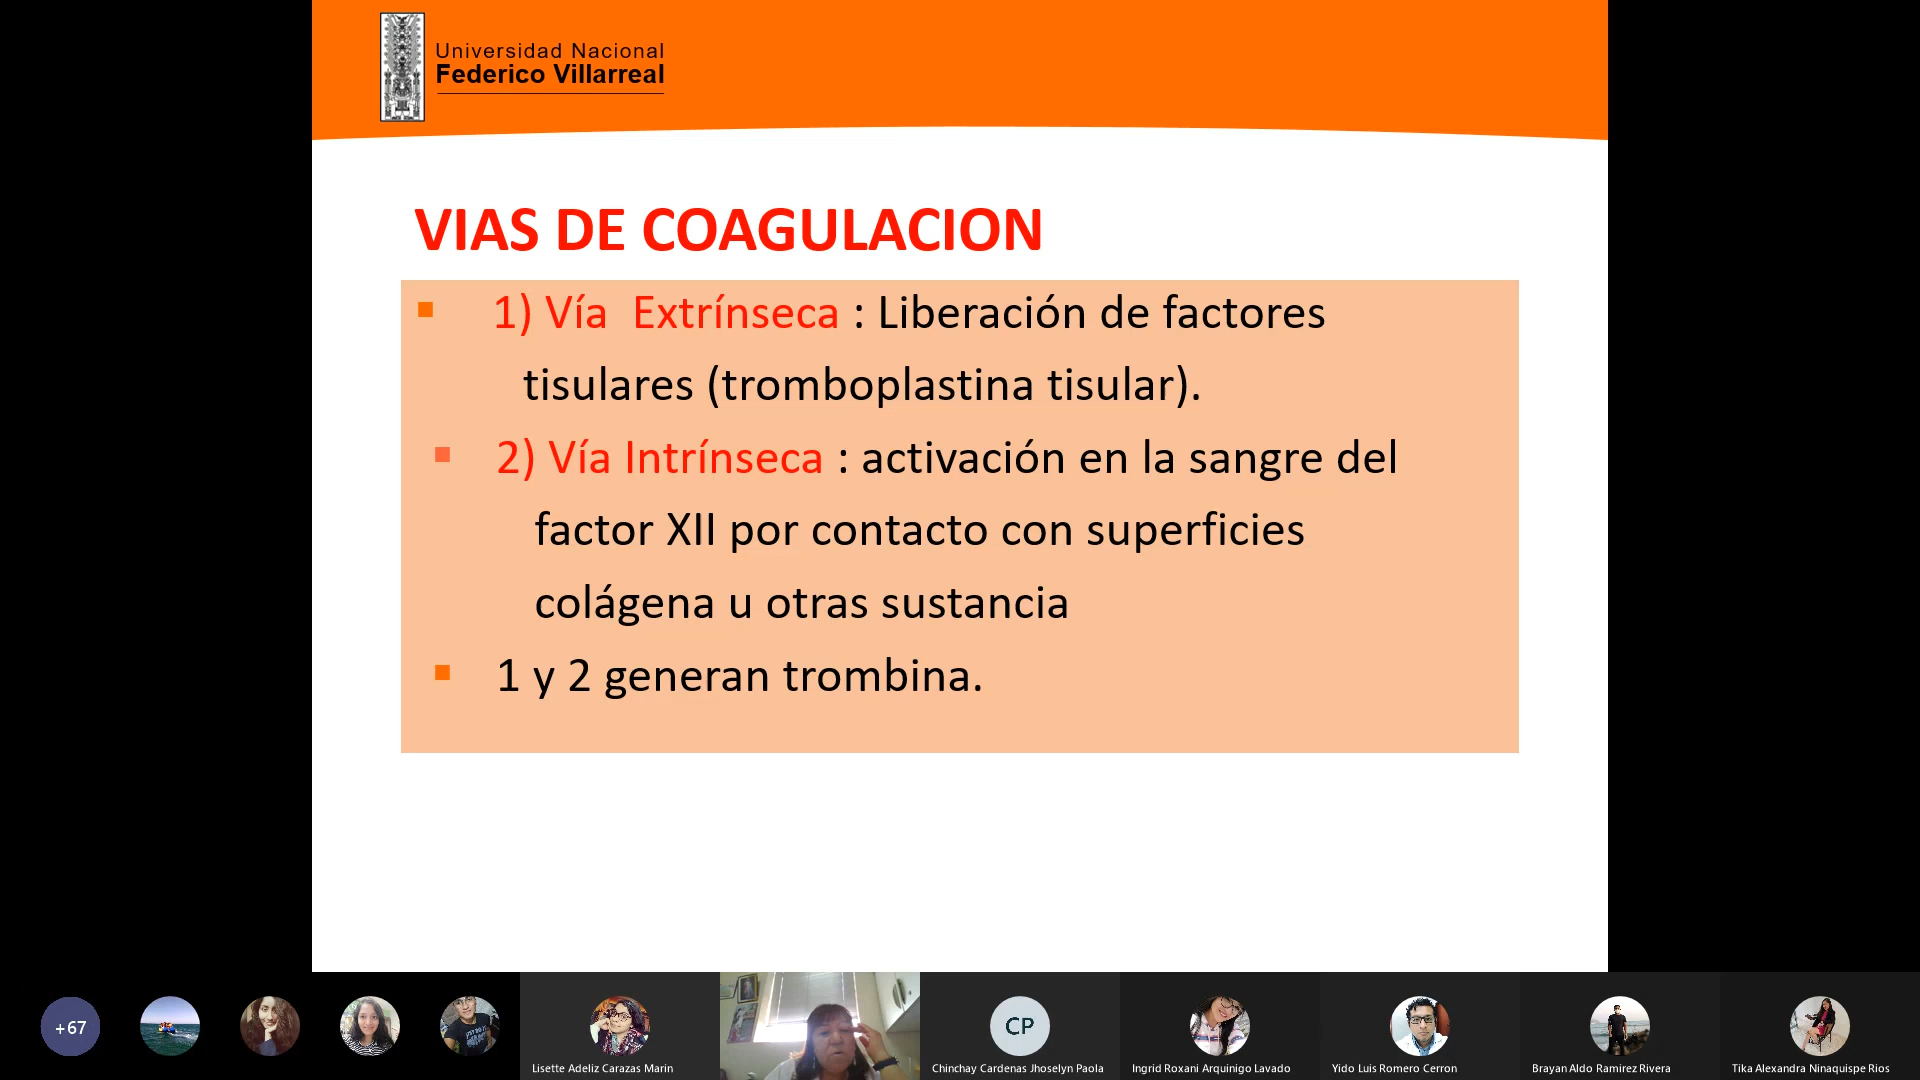 Universidad Nacional
Federico Villarreal
VIAS DE COAGULACION
1) Vía Extrínseca : Liberación de factores
tisulares (tromboplastina tisular).
2) Vía Intrínseca : activación en la sangre del
factor XII por contacto con superficies
colágena u otras sustancia
1 y 2 generan trombina.
+67
CP
Lisette Adeliz Carazas Marin
Chinchay Cardenas Jhoselyn Paola
Ingrid Roxani Arquinigo Lavado
Yido Luis Romero Cerron
Brayan Aldo Ramirez Rivera
Tika Alexandra Ninaquispe Rios